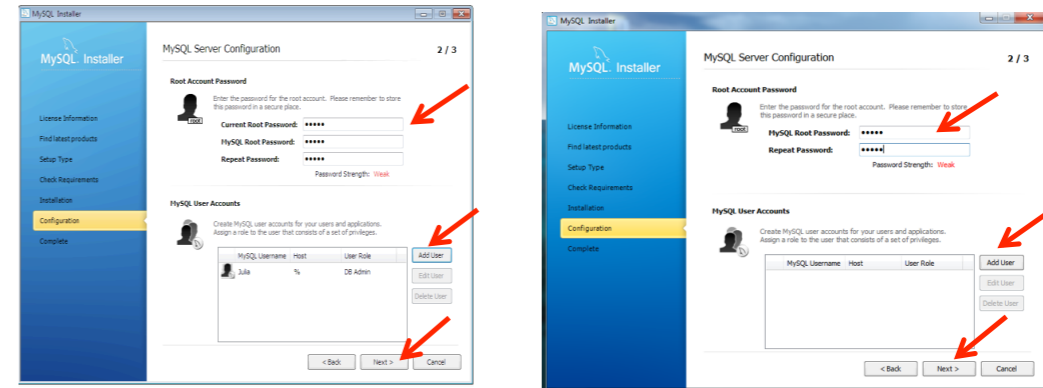 MySQL Installer
MySQL. Installer
License Information
Find latest products
Setup Type
Check Requirements
Installation
Configuration
Complete
MySQL Server Configuration
2 / 3
Root Account Password
root
Enter the password for the root account. Please remember to store
this password in a secure place.
Current Root Password:
•••••
MySQL Root Password:
•••••
Repeat Password:
•••••
Password Strength: Weak
MySQL User Accounts
Create MySQL user accounts for your users and applications.
Assign a role to the user that consists of a set of privileges.
MySQL Username Host User Role
Julia % DB Admin
Add User
Edit User
Delete User
< Back Next > Cancel
MySQL Installer
MySQL. Installer
License Information
Find latest products
Setup Type
Check Requirements
Installation
Configuration
Complete
MySQL Server Configuration
2 / 3
Root Account Password
root
Enter the password for the root account. Please remember to store
this password in a secure place.
MySQL Root Password:
•••••
Repeat Password:
•••••
Password Strength: Weak
MySQL User Accounts
Create MySQL user accounts for your users and applications.
Assign a role to the user that consists of a set of privileges.
MySQL Username Host User Role
Add User
Edit User
Delete User
< Back Next > Cancel